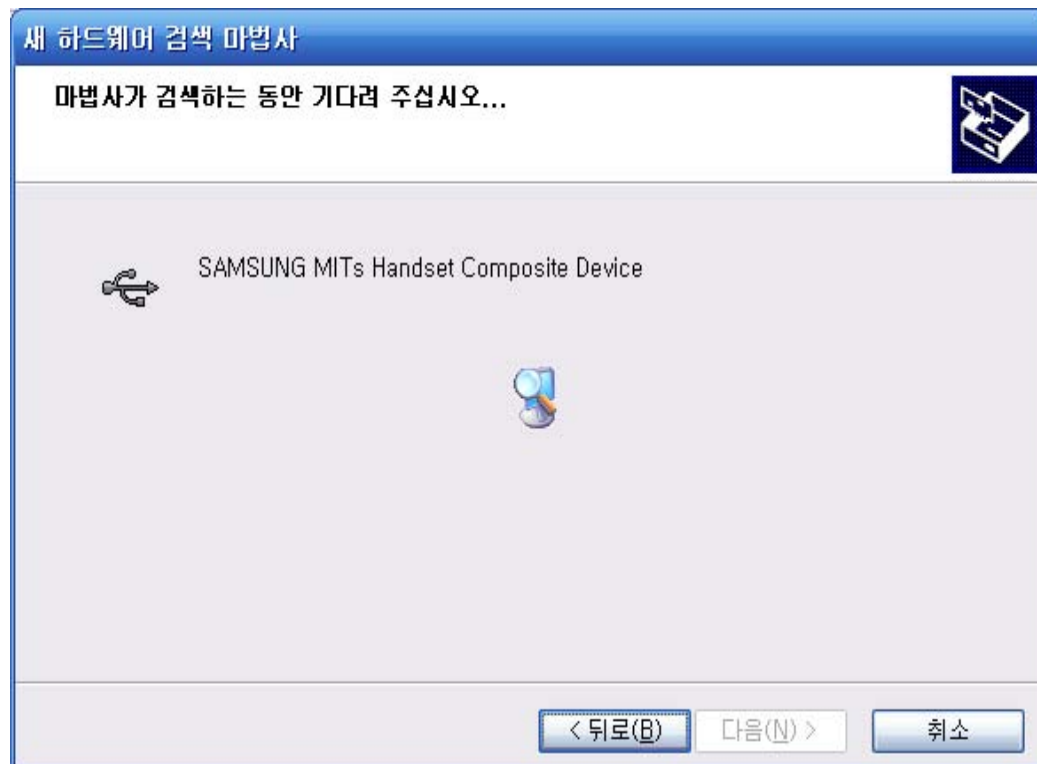 새 하드웨어 검색 마법사
마법사가 검색하는 동안 기다려 주십시오...
SAMSUNG MITs Handset Composite Device
< 뒤로(B) 다음(N) > 취소